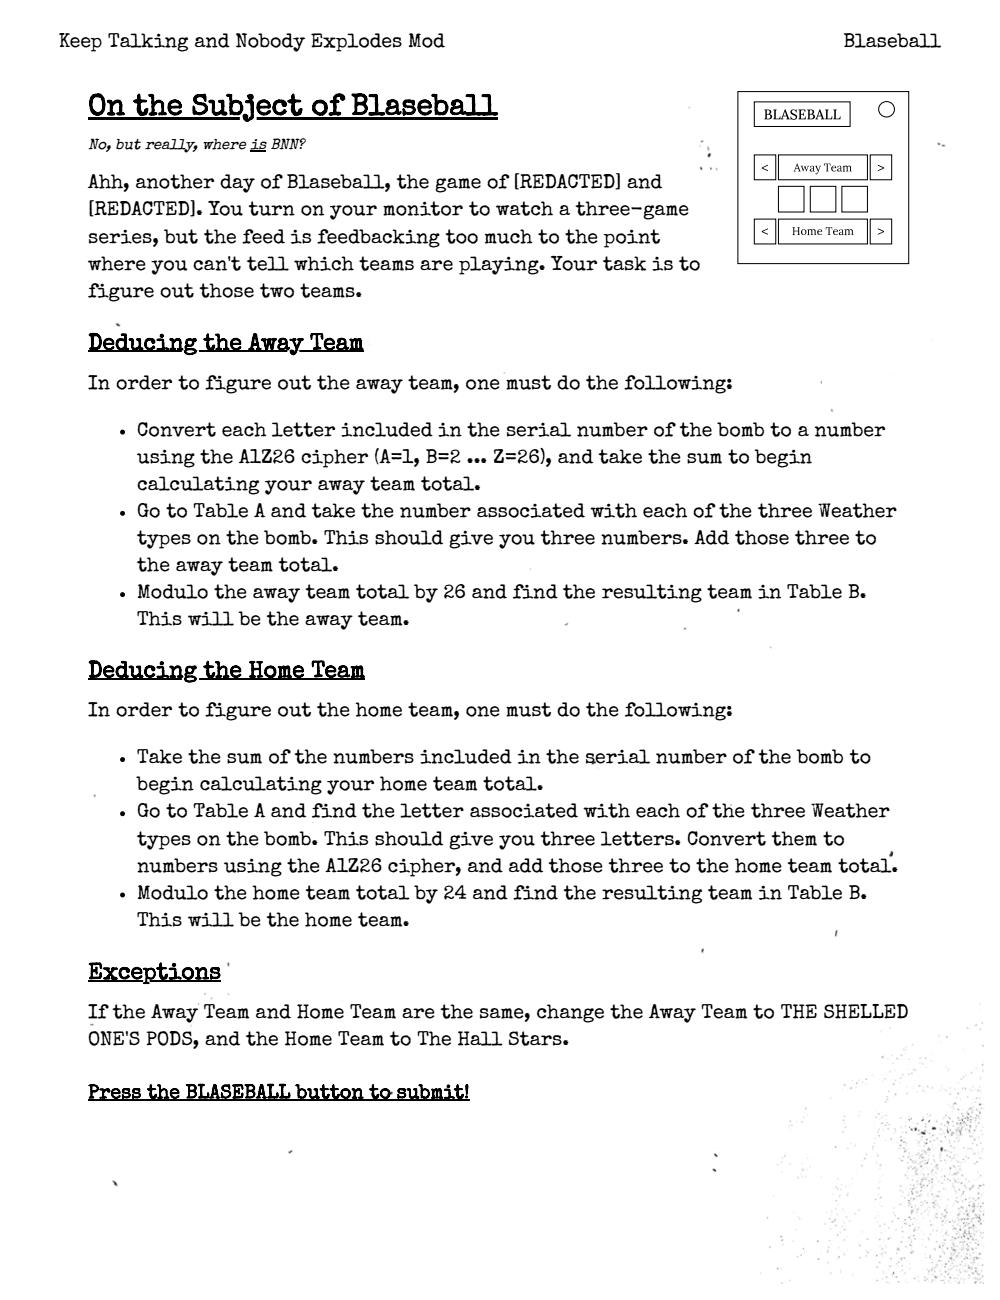 Keep Talking and Nobody Explodes Mod
Blaseball
On the Subject of Blaseball
No, but really, where is BNN?
Ahh, another day of Blaseball, the game of [REDACTED] and
[REDACTED]. You turn on your monitor to watch a three-game
series, but the feed is feedbacking too much to the point
where you can't tell which teams are playing. Your task is to
figure out those two teams.
BLASEBALL
< Away Team >
< Home Team >
Deducing the Away Team
In order to figure out the away team, one must do the following:
• Convert each letter included in the serial number of the bomb to a number
using the A1Z26 cipher (A=1, B=2 ... Z=26), and take the sum to begin
calculating your away team total.
• Go to Table A and take the number associated with each of the three Weather
types on the bomb. This should give you three numbers. Add those three to
the away team total.
• Modulo the away team total by 26 and find the resulting team in Table B.
This will be the away team.
Deducing the Home Team
In order to figure out the home team, one must do the following:
• Take the sum of the numbers included in the serial number of the bomb to
begin calculating your home team total.
• Go to Table A and find the letter associated with each of the three Weather
types on the bomb. This should give you three letters. Convert them to
numbers using the A1Z26 cipher, and add those three to the home team total.
• Modulo the home team total by 24 and find the resulting team in Table B.
This will be the home team.
Exceptions
If the Away Team and Home Team are the same, change the Away Team to THE SHELLED
ONE'S PODS, and the Home Team to The Hall Stars.
Press the BLASEBALL button to submit!